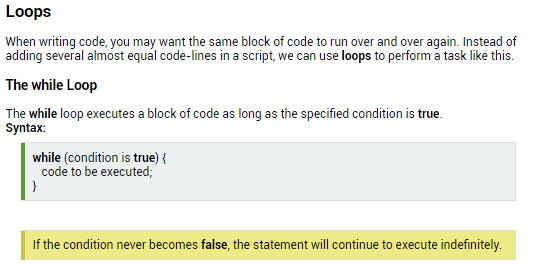 Loops
When writing code, you may want the same block of code to run over and over again. Instead of
adding several almost equal code-lines in a script, we can use loops to perform a task like this.
The while Loop
The while loop executes a block of code as long as the specified condition is true.
Syntax:
while (condition is true) {
code to be executed;
}
If the condition never becomes false, the statement will continue to execute indefinitely.